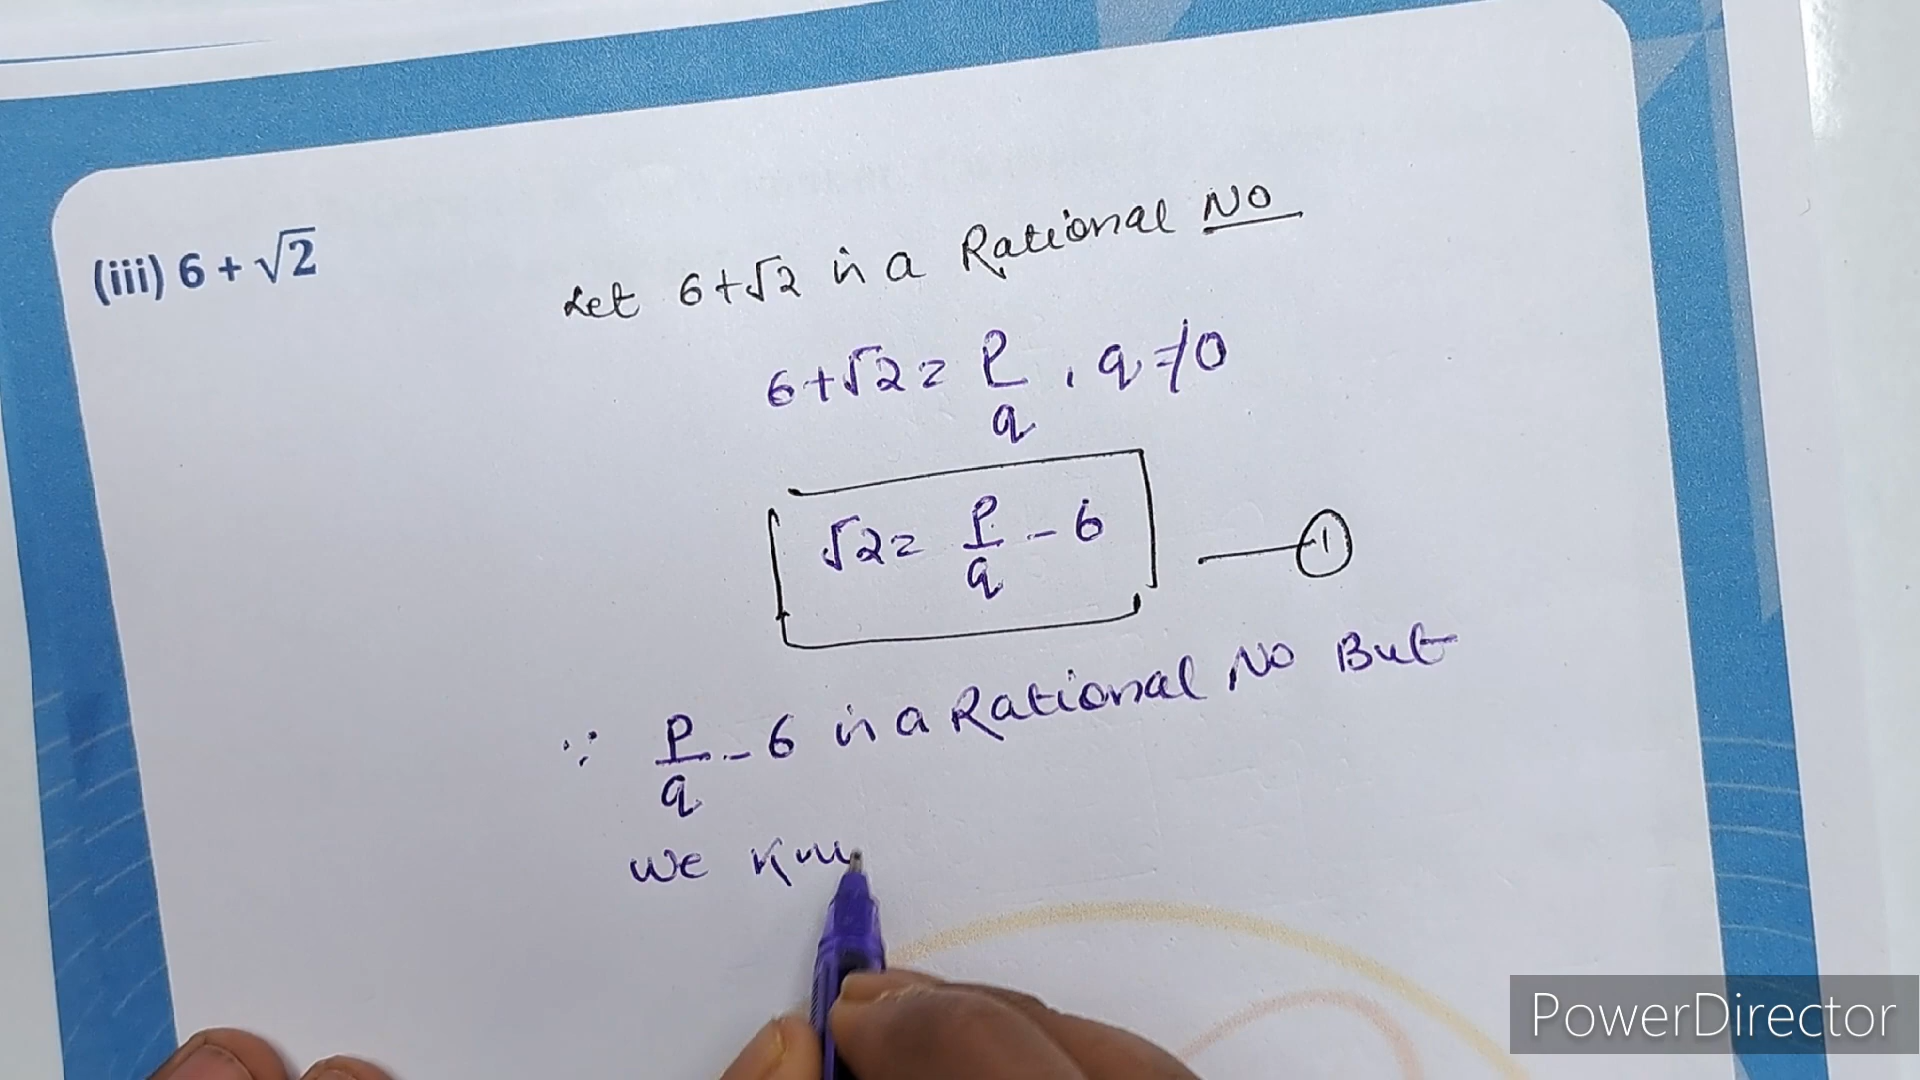 (iii) 6 + √2
Let 6+√2 is a Rational NO
6+√2 = P/q , q ≠ 0
√2 = P/q - 6 — ①
∵ P/q - 6 is a Rational NO But
We
PowerDirector